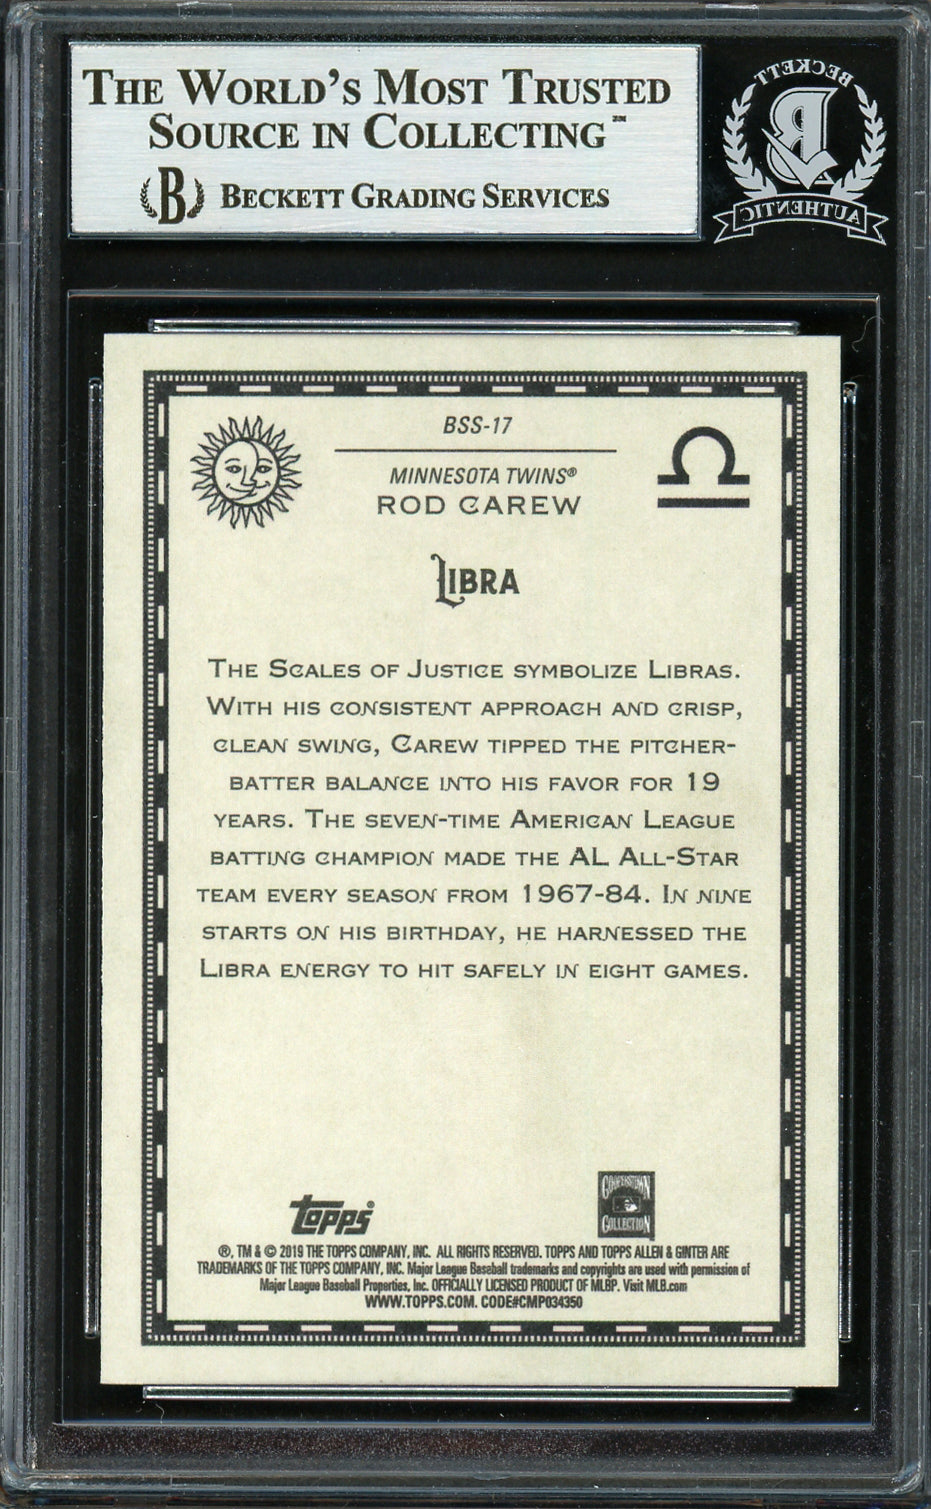 THE WORLD'S MOST TRUSTED
SOURCE IN COLLECTING™
B BECKETT GRADING SERVICES
BECKETT
B
AUTHENTIC
BSS-17
MINNESOTA TWINS®
ROD CAREW
LIBRA
THE SCALES OF JUSTICE SYMBOLIZE LIBRAS.
WITH HIS CONSISTENT APPROACH AND CRISP,
CLEAN SWING, CAREW TIPPED THE PITCHER-
BATTER BALANCE INTO HIS FAVOR FOR 19
YEARS. THE SEVEN-TIME AMERICAN LEAGUE
BATTING CHAMPION MADE THE AL ALL-STAR
TEAM EVERY SEASON FROM 1967-84. IN NINE
STARTS ON HIS BIRTHDAY, HE HARNESSED THE
LIBRA ENERGY TO HIT SAFELY IN EIGHT GAMES.
Topps®
COOPERSTOWN
COLLECTION
®, TM & © 2019 THE TOPPS COMPANY, INC. ALL RIGHTS RESERVED. TOPPS AND TOPPS ALLEN & GINTER ARE
TRADEMARKS OF THE TOPPS COMPANY, INC. Major League Baseball trademarks and copyrights are used with permission of
Major League Baseball Properties, Inc. OFFICIALLY LICENSED PRODUCT OF MLBP. Visit MLB.com
WWW.TOPPS.COM. CODE#CMP034350